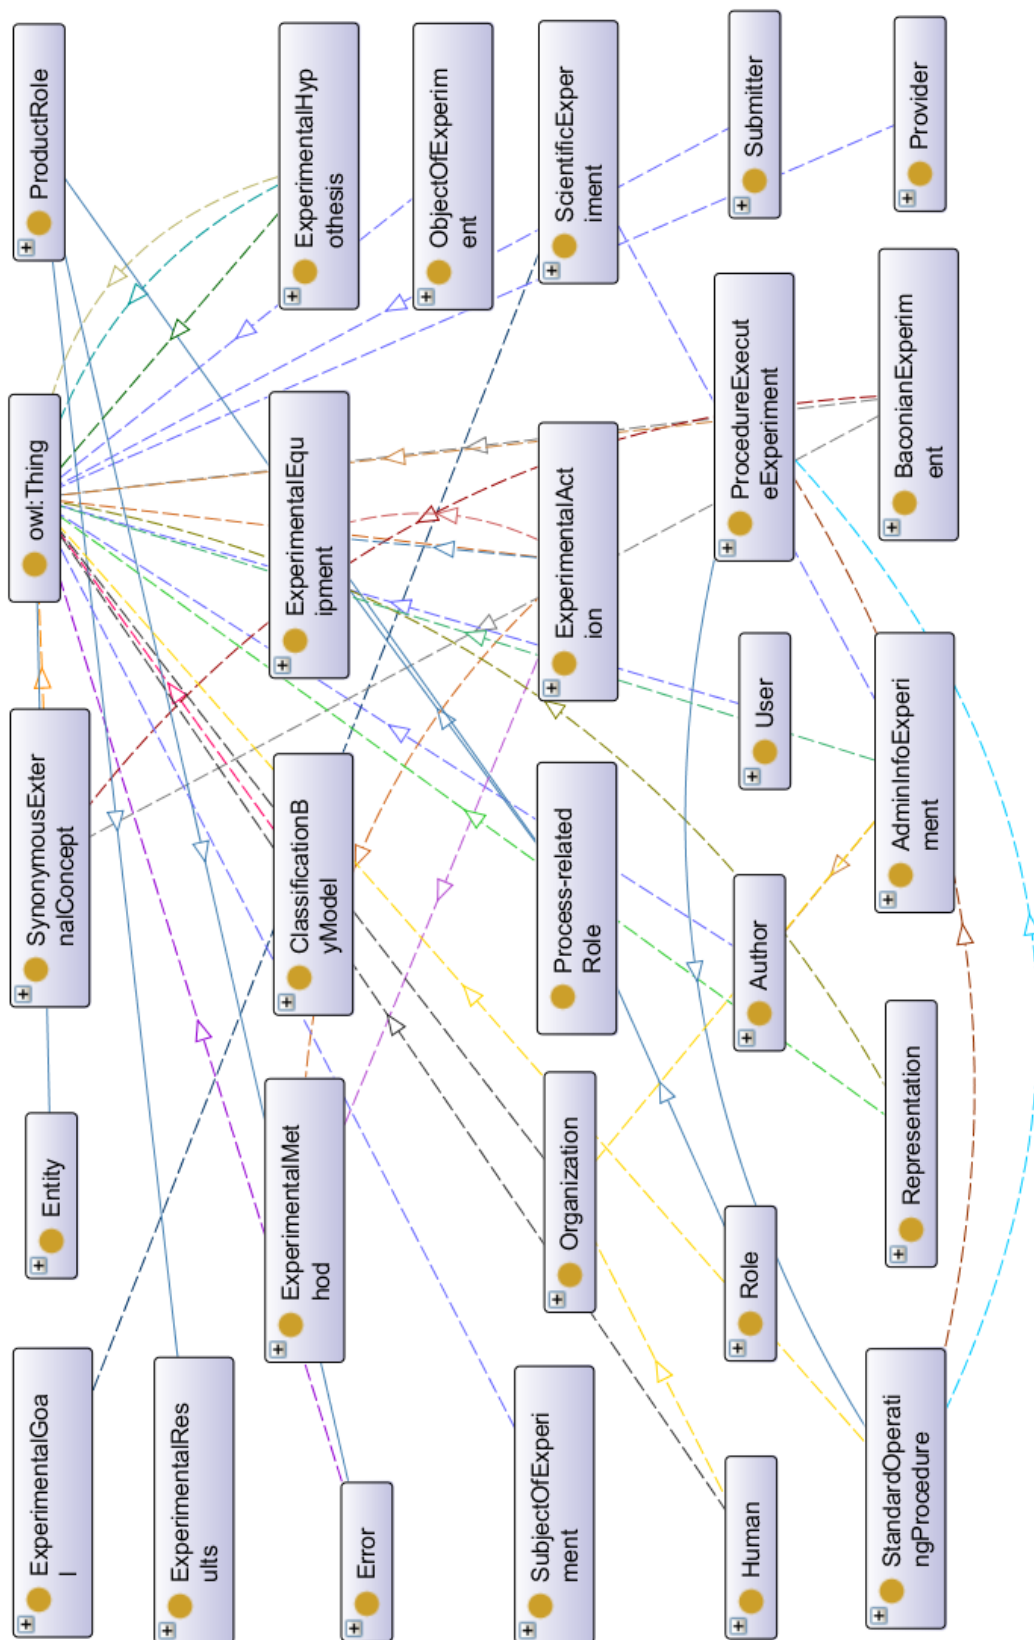 ExperimentalGoa
l
Entity
SynonymousExter
nalConcept
owl:Thing
ProductRole
ExperimentalRes
ults
ExperimentalMet
hod
ClassificationB
yModel
ExperimentalEqu
ipment
ExperimentalHyp
othesis
Error
ObjectOfExperim
ent
SubjectOfExperi
ment
Organization
Process-related
Role
ExperimentalAct
ion
ScientificExper
iment
Human
Role
Author
User
ProcedureExecut
eExperiment
Submitter
StandardOperati
ngProcedure
Representation
AdminInfoExperi
ment
BaconianExperim
ent
Provider